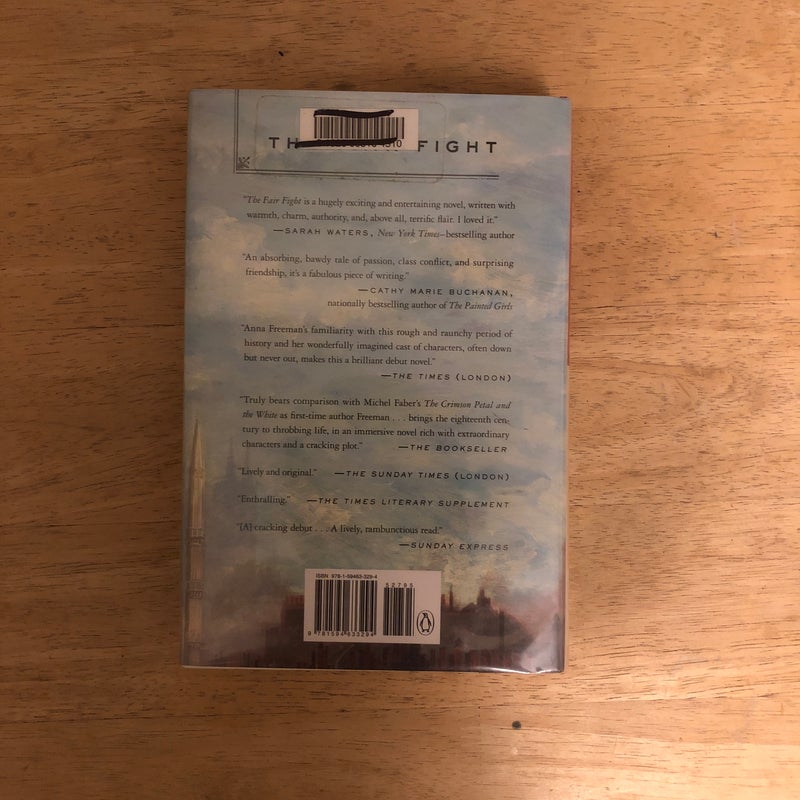 TH FIGHT
"The Fair Fight is a hugely exciting and entertaining novel, written with
warmth, charm, authority, and, above all, terrific flair. I loved it."
—SARAH WATERS, New York Times–bestselling author
"An absorbing, bawdy tale of passion, class conflict, and surprising
friendship, it's a fabulous piece of writing."
—CATHY MARIE BUCHANAN,
nationally bestselling author of The Painted Girls
"Anna Freeman's familiarity with this rough and raunchy period of
history and her wonderfully imagined cast of characters, often down
but never out, makes this a brilliant debut novel."
—THE TIMES (LONDON)
"Truly bears comparison with Michel Faber's The Crimson Petal and
the White as first-time author Freeman . . . brings the eighteenth cen-
tury to throbbing life, in an immersive novel rich with extraordinary
characters and a cracking plot." —THE BOOKSELLER
"Lively and original." —THE SUNDAY TIMES (LONDON)
"Enthralling." —THE TIMES LITERARY SUPPLEMENT
"[A] cracking debut . . . A lively, rambunctious read."
—SUNDAY EXPRESS
ISBN 978-1-59463-329-4
52795
9 781594 633294